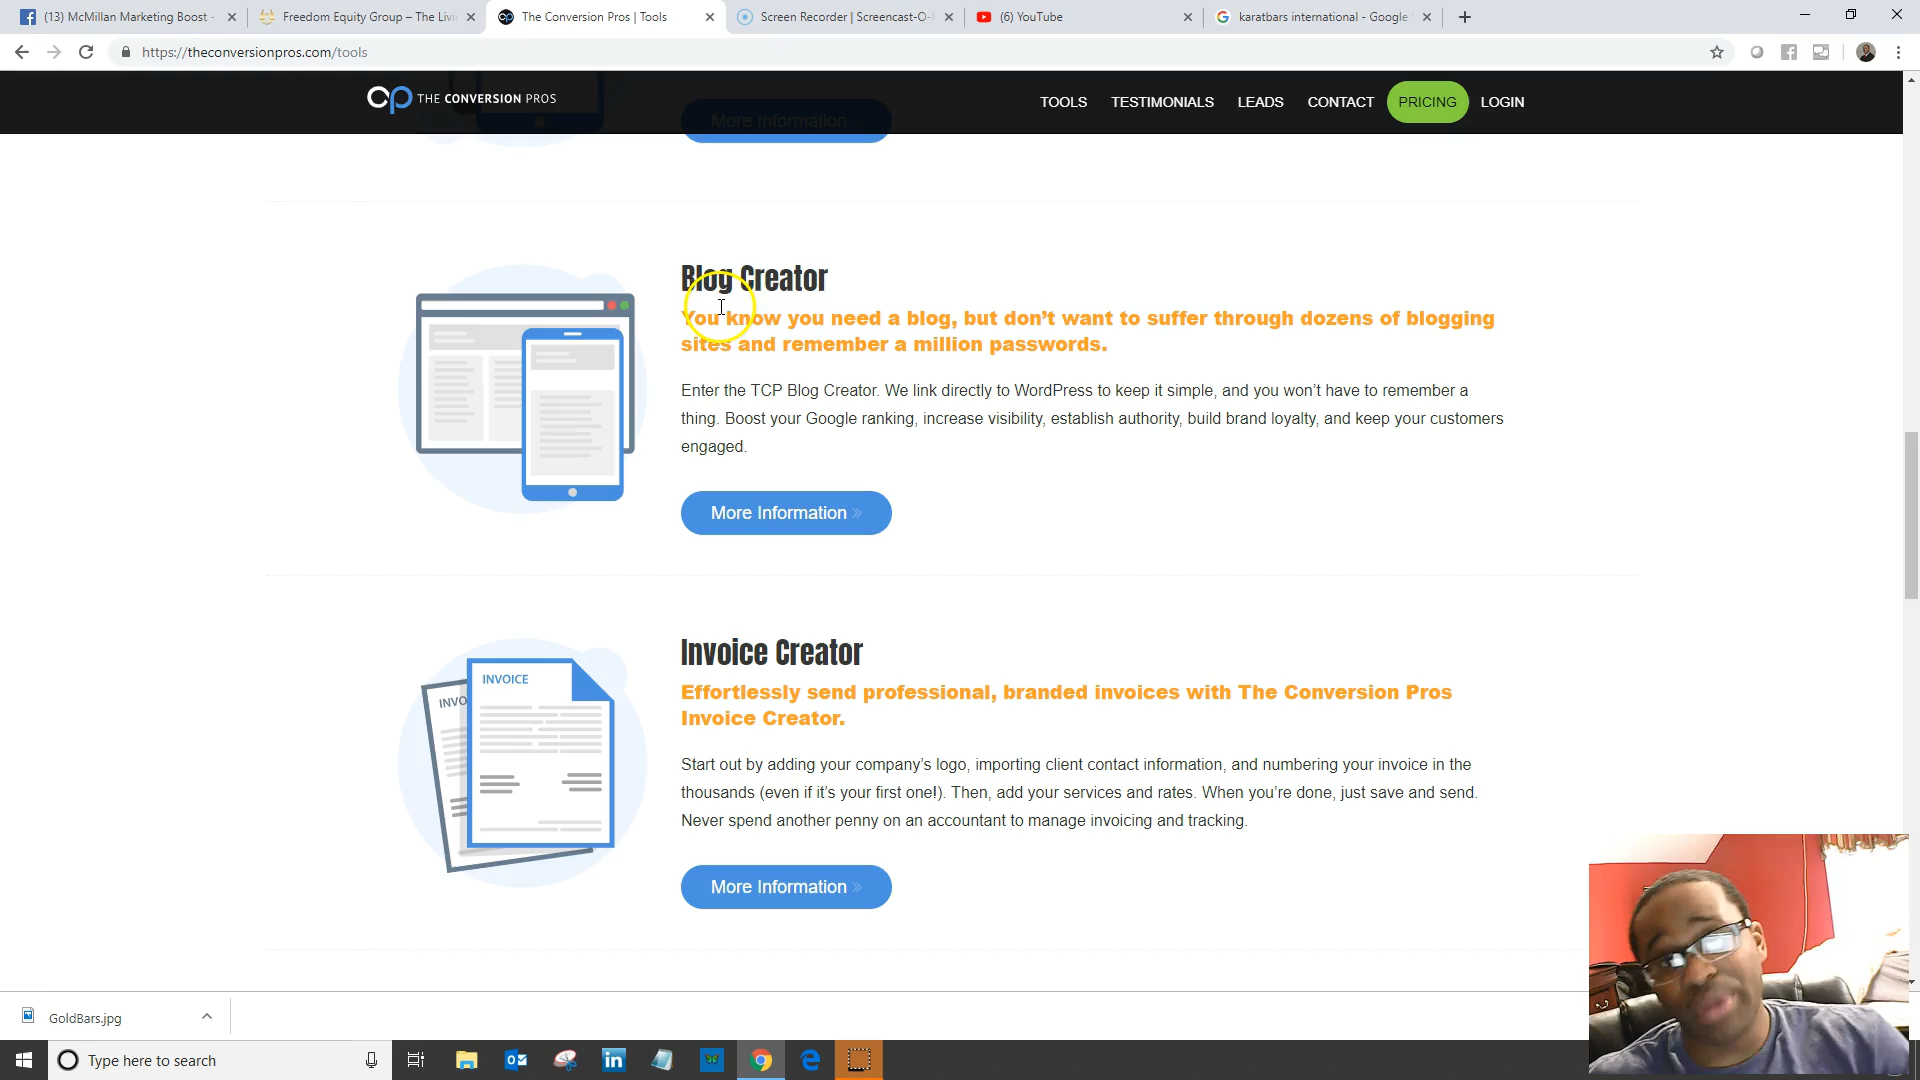 (13) McMillan Marketing Boost -
Freedom Equity Group – The Livi
The Conversion Pros | Tools
Screen Recorder | Screencast-O-
(6) YouTube
karatbars international - Google
https://theconversionpros.com/tools
cp THE CONVERSION PROS
TOOLS
TESTIMONIALS
LEADS
CONTACT
PRICING
LOGIN
More Information
Blog Creator
You know you need a blog, but don’t want to suffer through dozens of blogging
sites and remember a million passwords.
Enter the TCP Blog Creator. We link directly to WordPress to keep it simple, and you won’t have to remember a
thing. Boost your Google ranking, increase visibility, establish authority, build brand loyalty, and keep your customers
engaged.
More Information »
INVOICE
INVO
Invoice Creator
Effortlessly send professional, branded invoices with The Conversion Pros
Invoice Creator.
Start out by adding your company’s logo, importing client contact information, and numbering your invoice in the
thousands (even if it’s your first one!). Then, add your services and rates. When you’re done, just save and send.
Never spend another penny on an accountant to manage invoicing and tracking.
More Information »
GoldBars.jpg
Type here to search